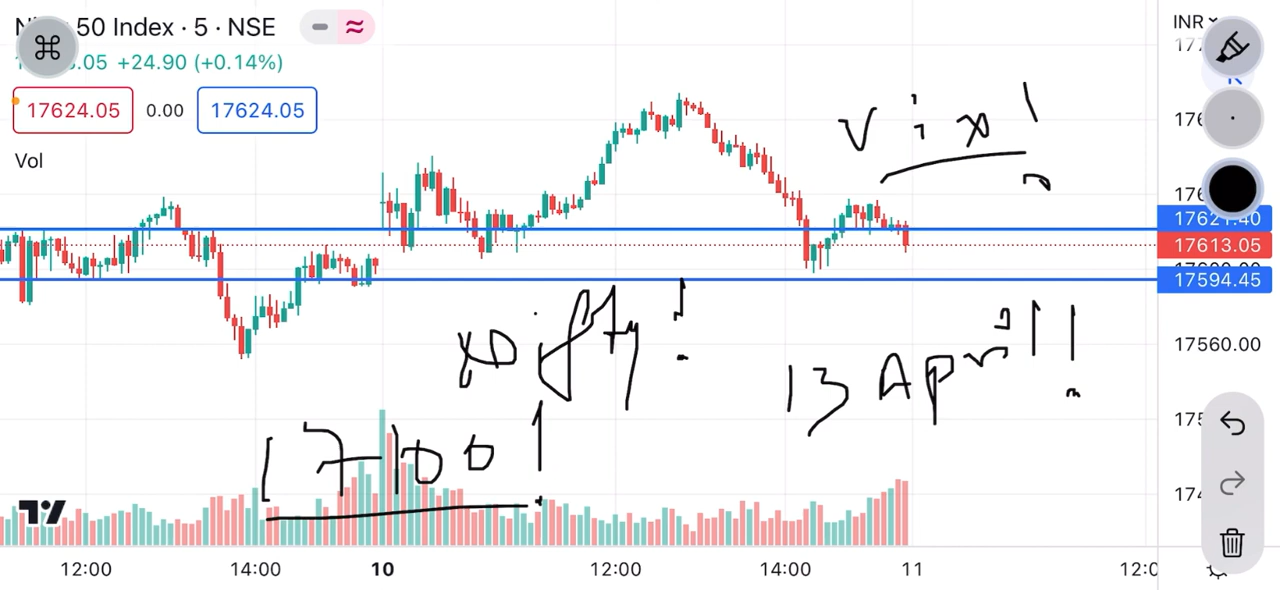 50 Index · 5 · NSE
INR
.05 +24.90 (+0.14%)
17624.05 0.00 17624.05
Vol
Vix!
17621.40
17613.05
17594.45
Nifty!
17560.00
13 April!
17100!
12:00 14:00 10 12:00 14:00 11